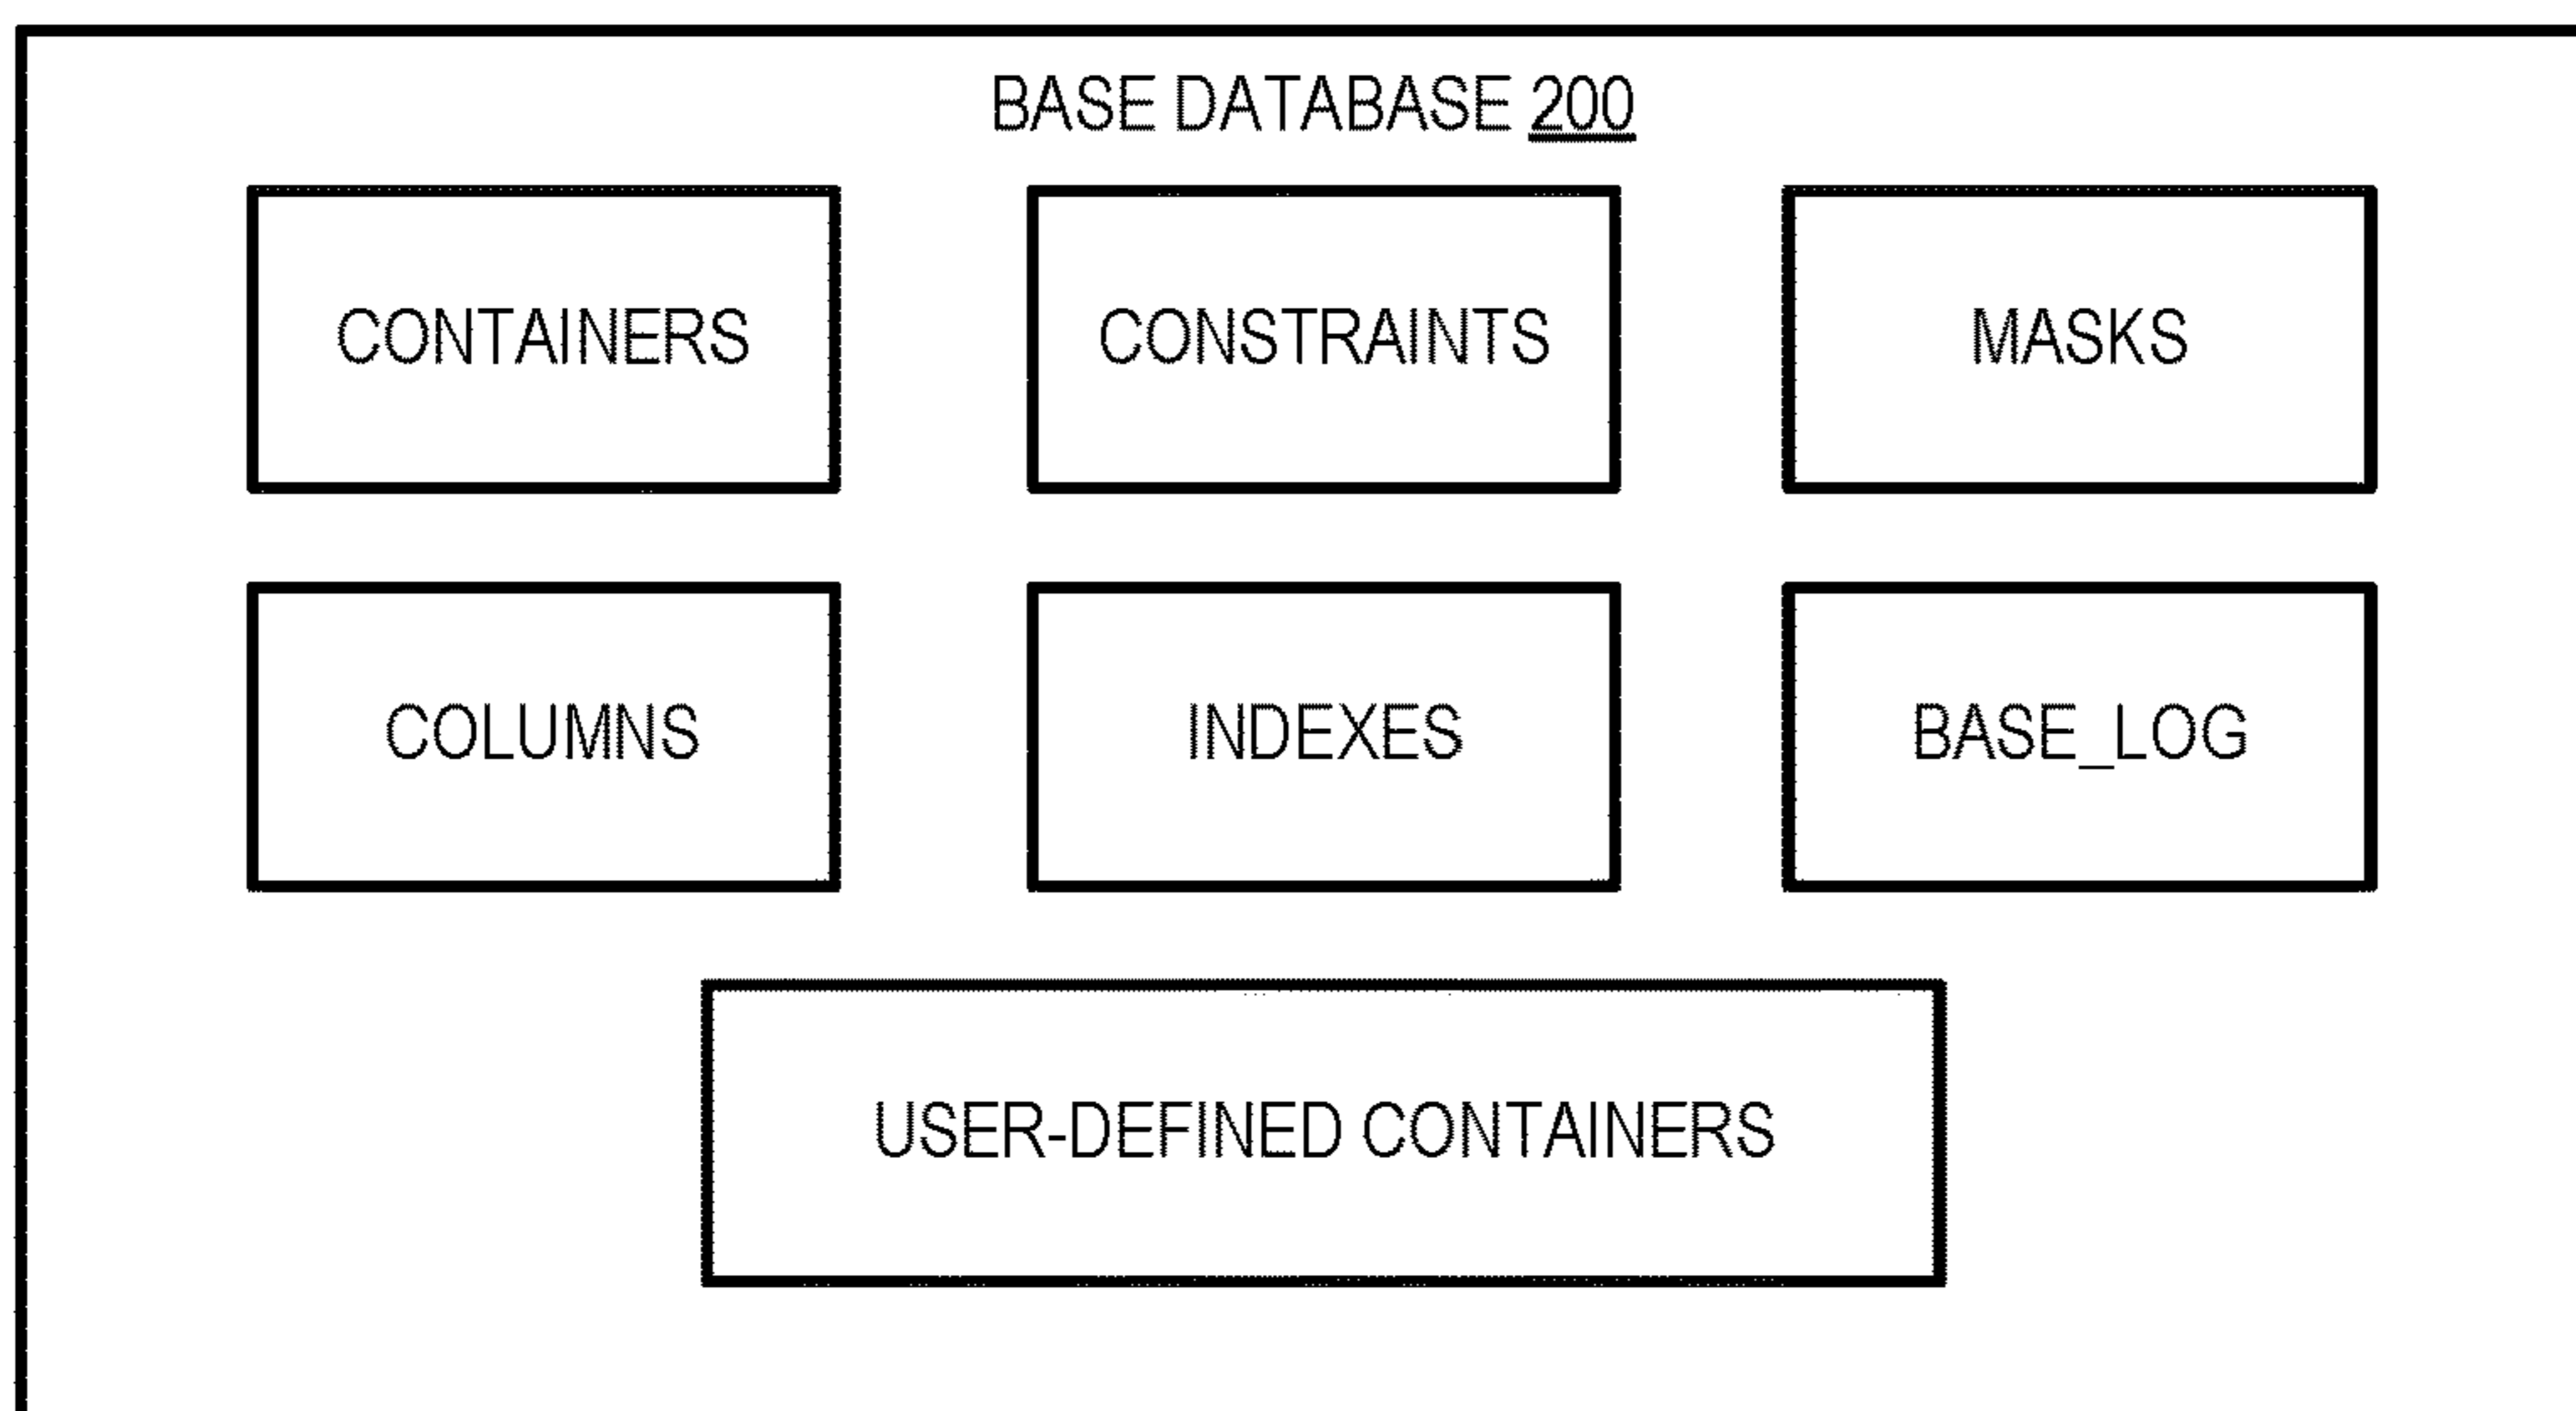 BASE DATABASE 200
CONTAINERS
CONSTRAINTS
MASKS
COLUMNS
INDEXES
BASE_LOG
USER-DEFINED CONTAINERS